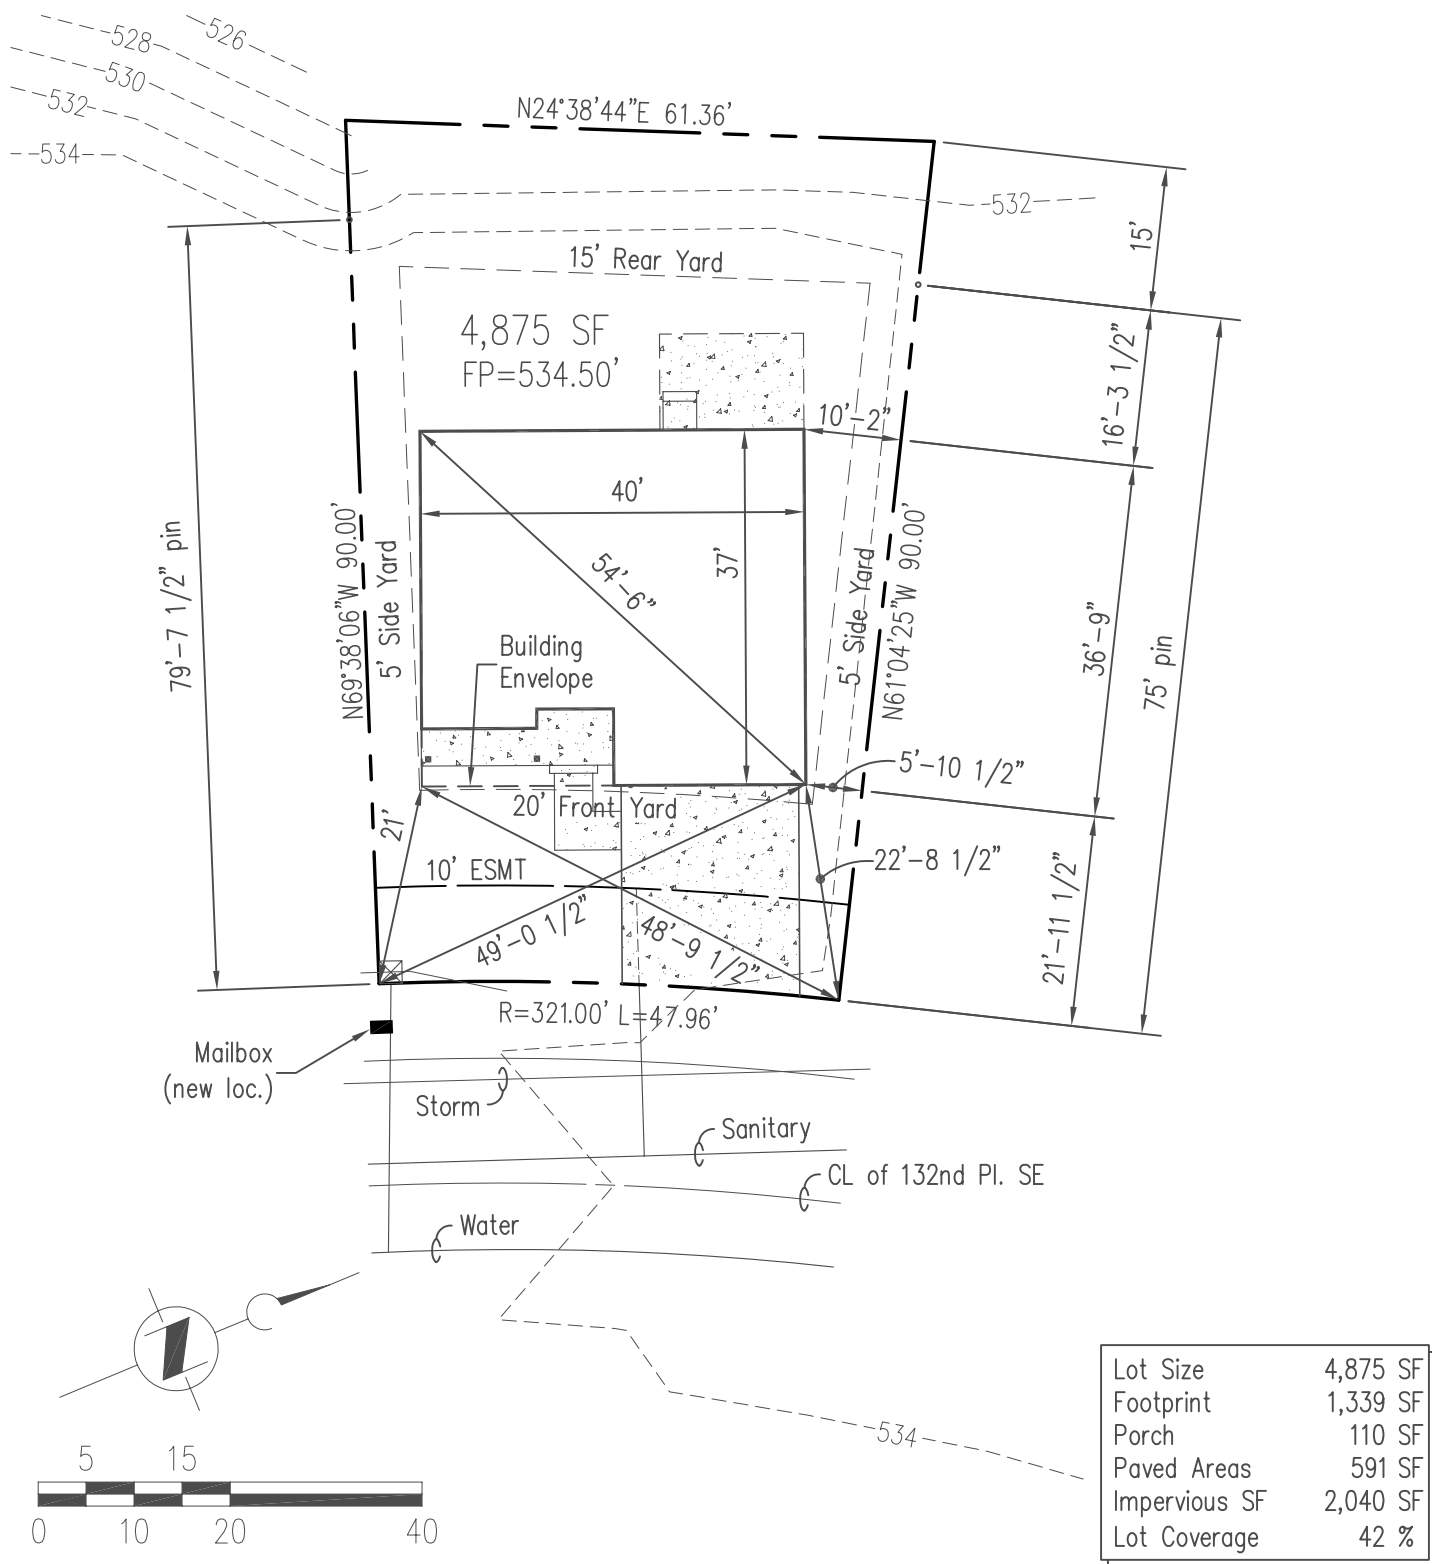 526
528
530
532
534
N24°38'44"E 61.36'
532
15' Rear Yard
15'
4,875 SF
FP=534.50'
16'-3 1/2"
10'-2"
40'
37'
54'-6"
79'-7 1/2" pin
N69°38'06"W 90.00'
5' Side Yard
5' Side Yard
N61°04'25"W 90.00'
36'-9"
75' pin
Building
Envelope
5'-10 1/2"
20' Front Yard
21'
10' ESMT
22'-8 1/2"
49'-0 1/2"
48'-9 1/2"
21'-11 1/2"
R=321.00' L=47.96'
Mailbox
(new loc.)
Storm
Sanitary
CL of 132nd Pl. SE
Water
534
5 15
0 10 20 40
Lot Size 4,875 SF
Footprint 1,339 SF
Porch 110 SF
Paved Areas 591 SF
Impervious SF 2,040 SF
Lot Coverage 42 %